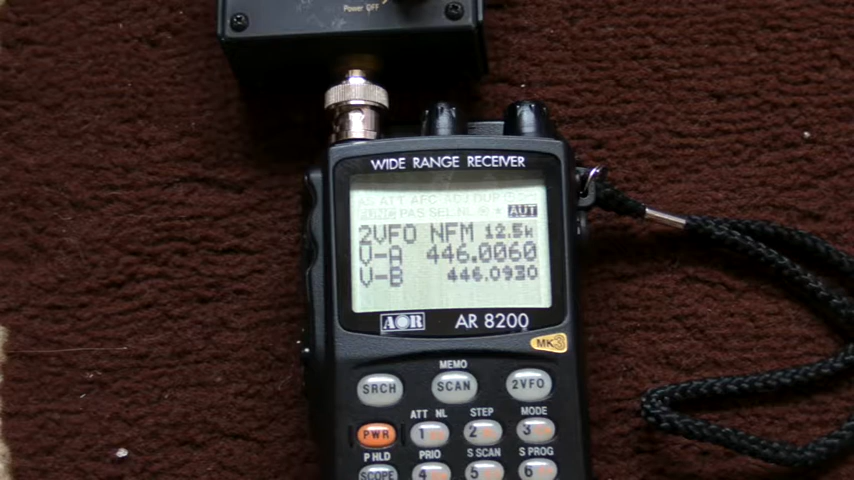 Power OFF
WIDE RANGE RECEIVER
AS ATT AFC ACJ DUP
FUNC PAS SEL NL AUT
2VFO NFM 12.5k
V-A 446.0060
V-B 446.0930
AOR AR 8200
MK3
MEMO
SRCH SCAN 2VFO
ATT NL STEP MODE
PWR 1 2 3
P HLD PRIO S SCAN S PROG
SCOPE 4 5 6